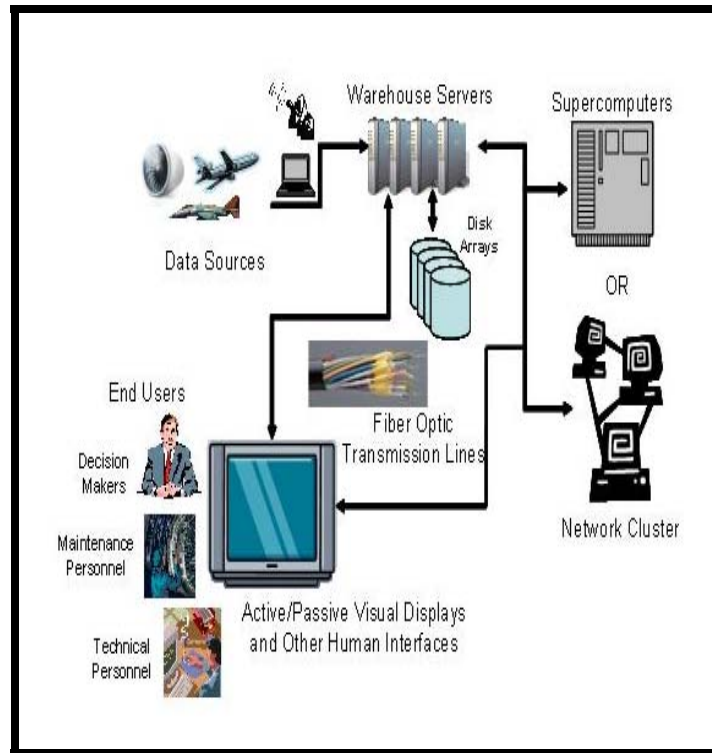 Warehouse Servers
Supercomputers
Data Sources
Disk
Arrays
OR
End Users
Fiber Optic
Transmission Lines
Decision
Makers
Network Cluster
Maintenance
Personnel
Active/Passive Visual Displays
and Other Human Interfaces
Technical
Personnel